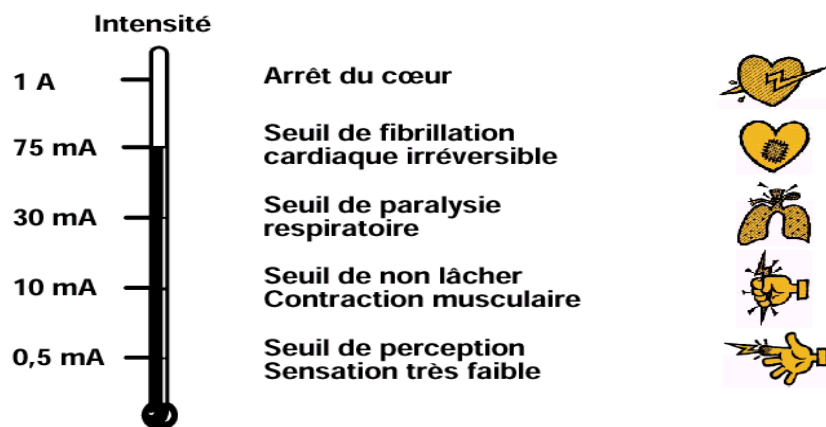 Intensité
1 A
Arrêt du cœur
75 mA
Seuil de fibrillation
cardiaque irréversible
30 mA
Seuil de paralysie
respiratoire
10 mA
Seuil de non lâcher
Contraction musculaire
0,5 mA
Seuil de perception
Sensation très faible